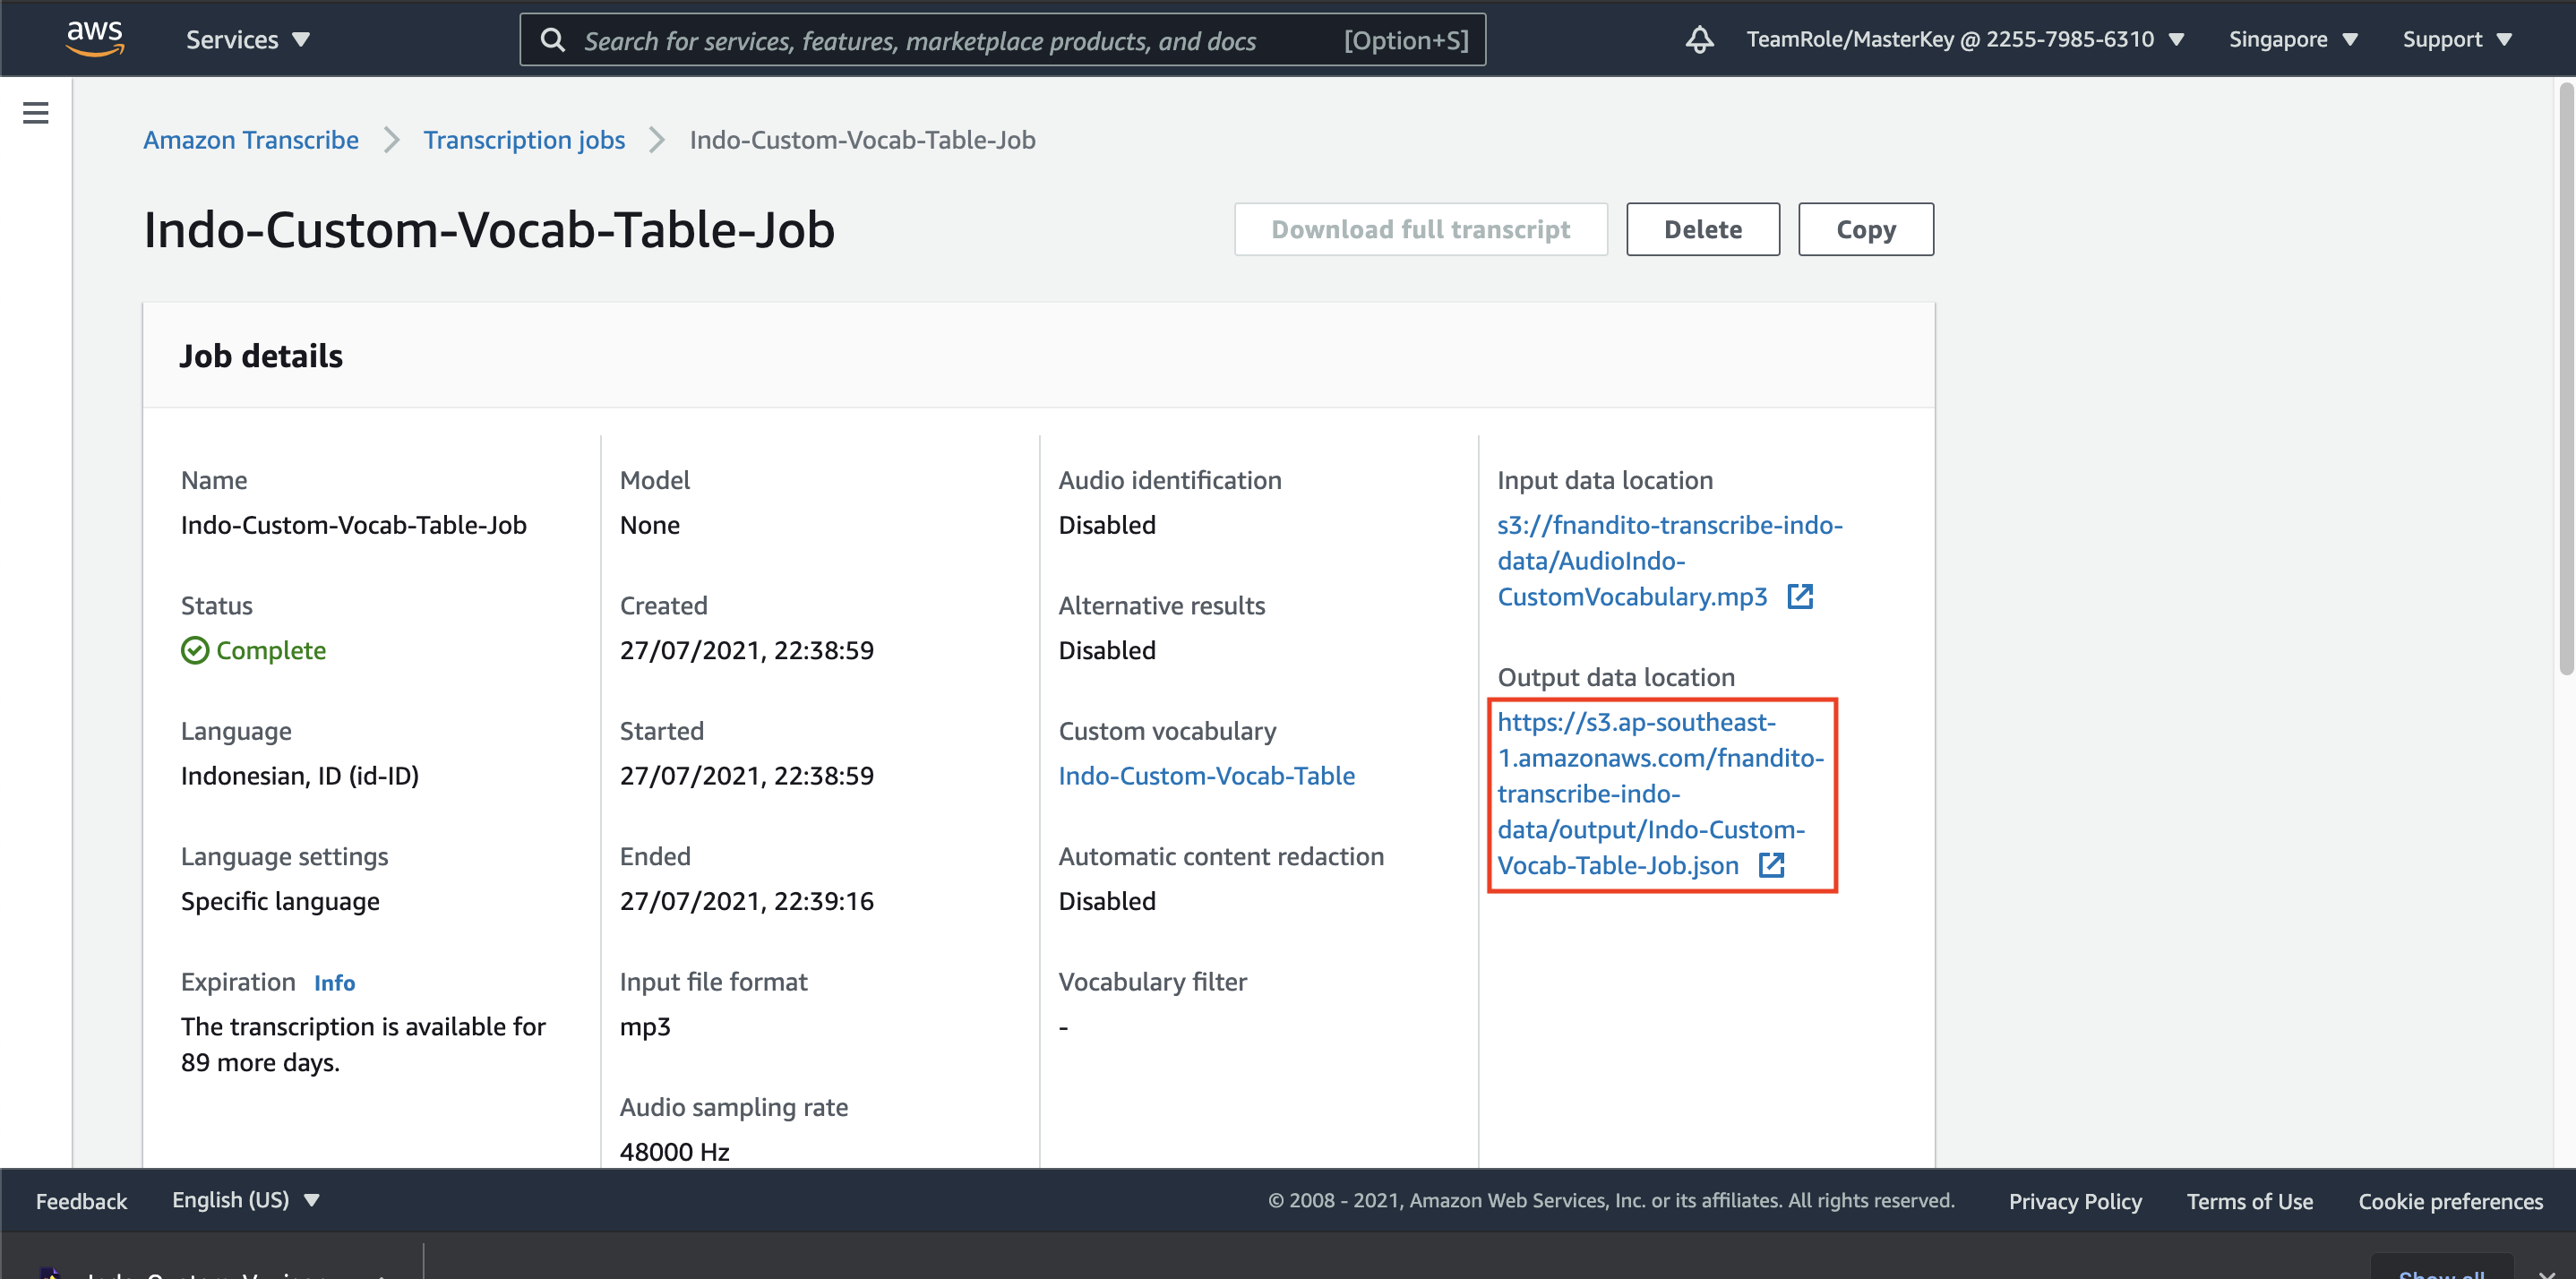 aws
Services
Search for services, features, marketplace products, and docs
[Option+S]
TeamRole/MasterKey @ 2255-7985-6310
Singapore
Support
Amazon Transcribe
Transcription jobs
Indo-Custom-Vocab-Table-Job
Indo-Custom-Vocab-Table-Job
Download full transcript
Delete
Copy
Job details
Name
Indo-Custom-Vocab-Table-Job
Status
Complete
Language
Indonesian, ID (id-ID)
Language settings
Specific language
Expiration Info
The transcription is available for
89 more days.
Model
None
Created
27/07/2021, 22:38:59
Started
27/07/2021, 22:38:59
Ended
27/07/2021, 22:39:16
Input file format
mp3
Audio sampling rate
48000 Hz
Audio identification
Disabled
Alternative results
Disabled
Custom vocabulary
Indo-Custom-Vocab-Table
Automatic content redaction
Disabled
Vocabulary filter
-
Input data location
s3://fnandito-transcribe-indo-
data/AudioIndo-
CustomVocabulary.mp3
Output data location
https://s3.ap-southeast-
1.amazonaws.com/fnandito-
transcribe-indo-
data/output/Indo-Custom-
Vocab-Table-Job.json
Feedback
English (US)
© 2008 - 2021, Amazon Web Services, Inc. or its affiliates. All rights reserved.
Privacy Policy
Terms of Use
Cookie preferences
Show all